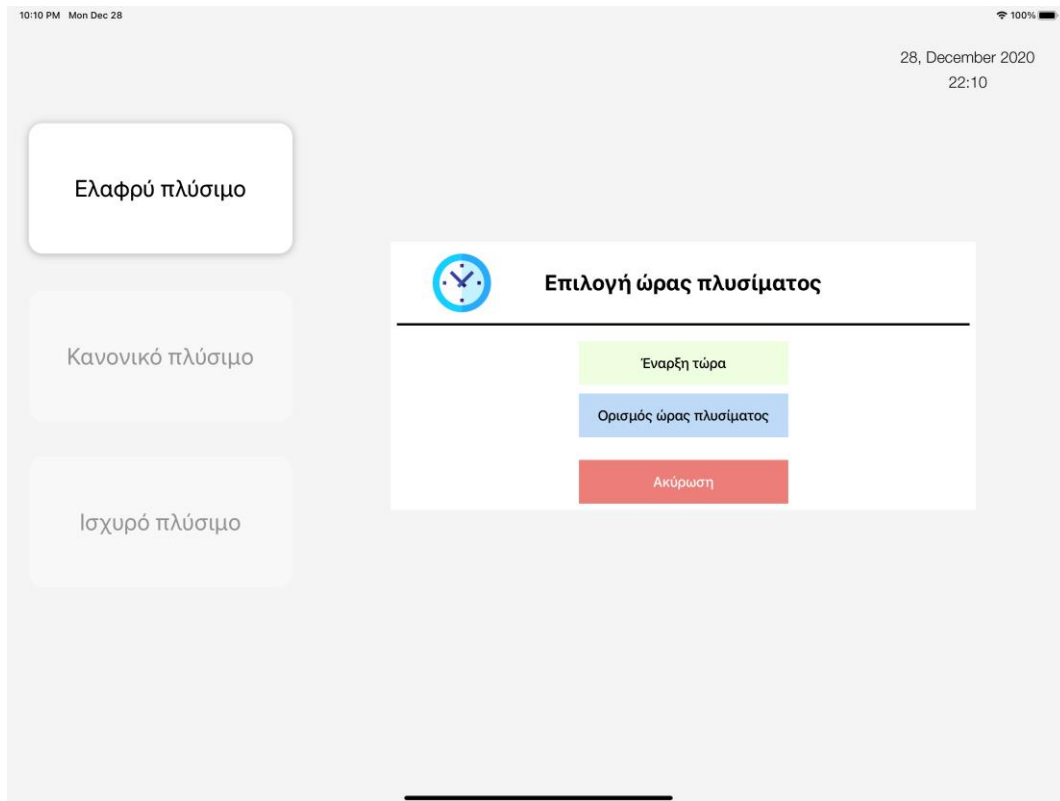 10:10 PM Mon Dec 28
100%
28, December 2020
22:10
Ελαφρύ πλύσιμο
Κανονικό πλύσιμο
Ισχυρό πλύσιμο
Επιλογή ώρας πλυσίματος
Έναρξη τώρα
Ορισμός ώρας πλυσίματος
Ακύρωση